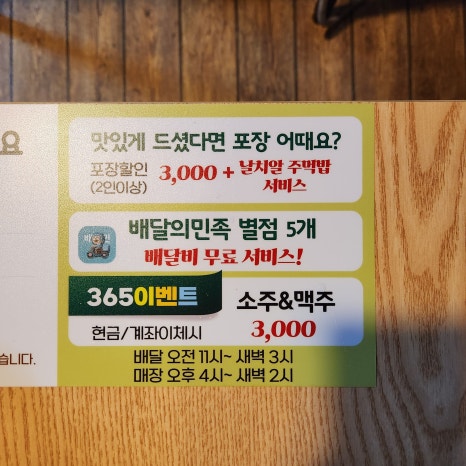 요
맛있게 드셨다면 포장 어때요?
포장할인 3,000 + 날치알 주먹밥
(2인이상) 서비스
배달의민족 별점 5개
배달비 무료 서비스!
365이벤트 소주&맥주
현금/계좌이체시 3,000
습니다.
배달 오전 11시~ 새벽 3시
매장 오후 4시~ 새벽 2시